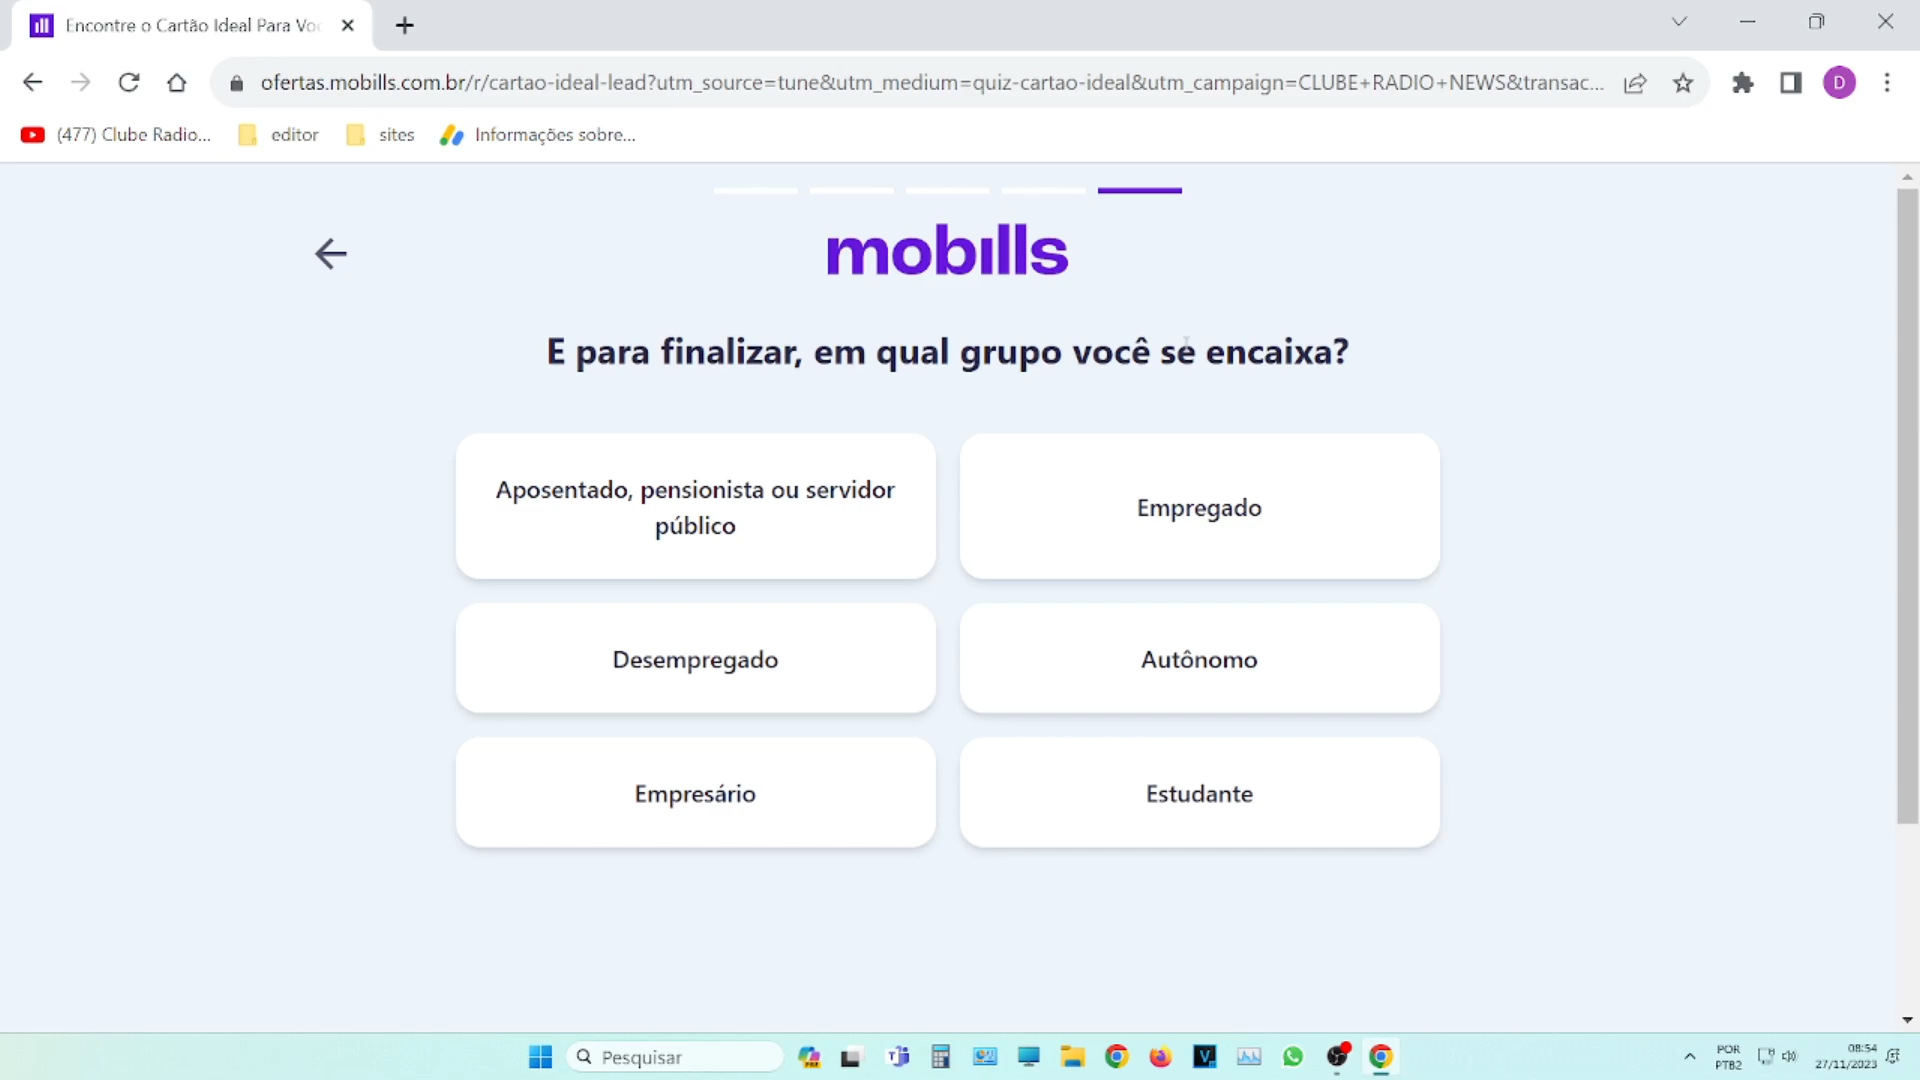 Encontre o Cartão Ideal Para Voc
ofertas.mobills.com.br/r/cartao-ideal-lead?utm_source=tune&utm_medium=quiz-cartao-ideal&utm_campaign=CLUBE+RADIO+NEWS&transac...
D
(477) Clube Radio...
editor
sites
Informações sobre...
mobills
E para finalizar, em qual grupo você se encaixa?
Aposentado, pensionista ou servidor
público
Empregado
Desempregado
Autônomo
Empresário
Estudante
Pesquisar
POR
PTB2
08:54
27/11/2023